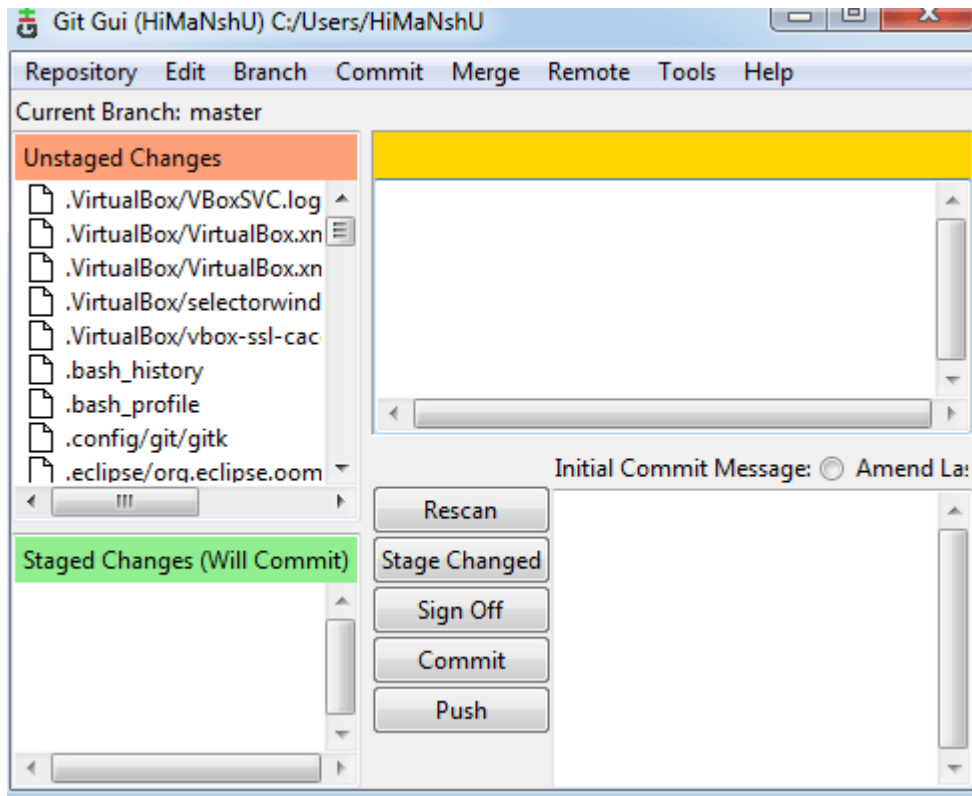 Git Gui (HiMaNshU) C:/Users/HiMaNshU
Repository Edit Branch Commit Merge Remote Tools Help
Current Branch: master
Unstaged Changes
.VirtualBox/VBoxSVC.log
.VirtualBox/VirtualBox.xn
.VirtualBox/VirtualBox.xn
.VirtualBox/selectorwind
.VirtualBox/vbox-ssl-cac
.bash_history
.bash_profile
.config/git/gitk
.eclipse/org.eclipse.oom
Staged Changes (Will Commit)
Initial Commit Message: Amend Las
Rescan
Stage Changed
Sign Off
Commit
Push